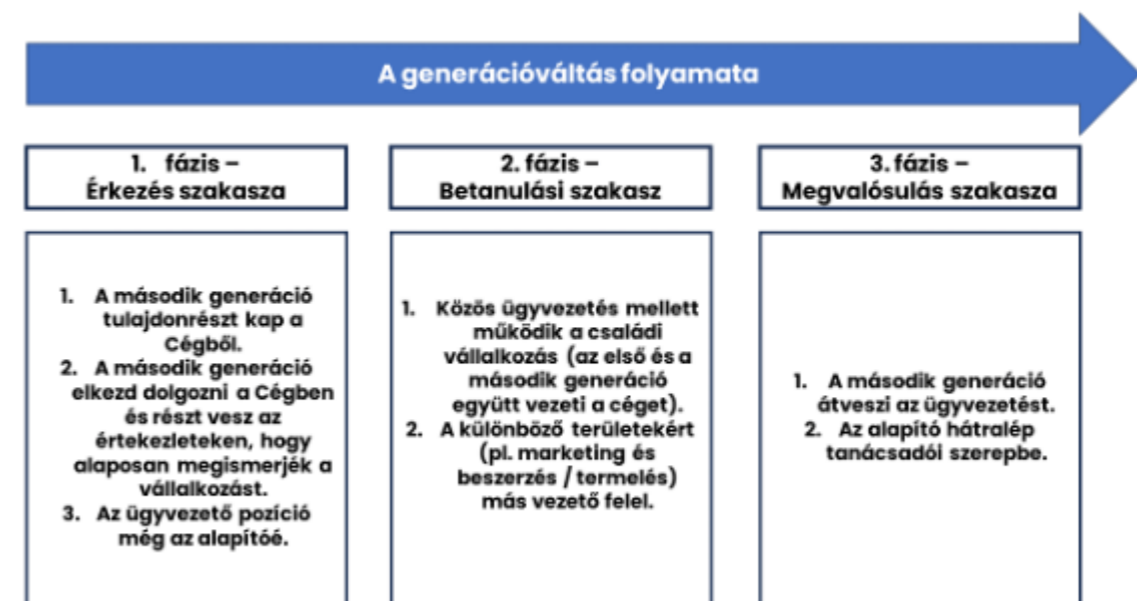 A generációváltás folyamata
1. fázis –
Érkezés szakasza
1. A második generáció
tulajdonrészt kap a
Cégből.
2. A második generáció
elkezd dolgozni a Cégben
és részt vesz az
értekezleteken, hogy
alaposan megismerjék a
vállalkozást.
3. Az ügyvezető pozíció
még az alapítóé.
2. fázis –
Betanulási szakasz
1. Közös ügyvezetés mellett
működik a családi
vállalkozás (az első és a
második generáció
együtt vezeti a céget).
2. A különböző területekért
(pl. marketing és
beszerzés / termelés)
más vezető felel.
3. fázis –
Megvalósulás szakasza
1. A második generáció
átveszi az ügyvezetést.
2. Az alapító hátralép
tanácsadói szerepbe.